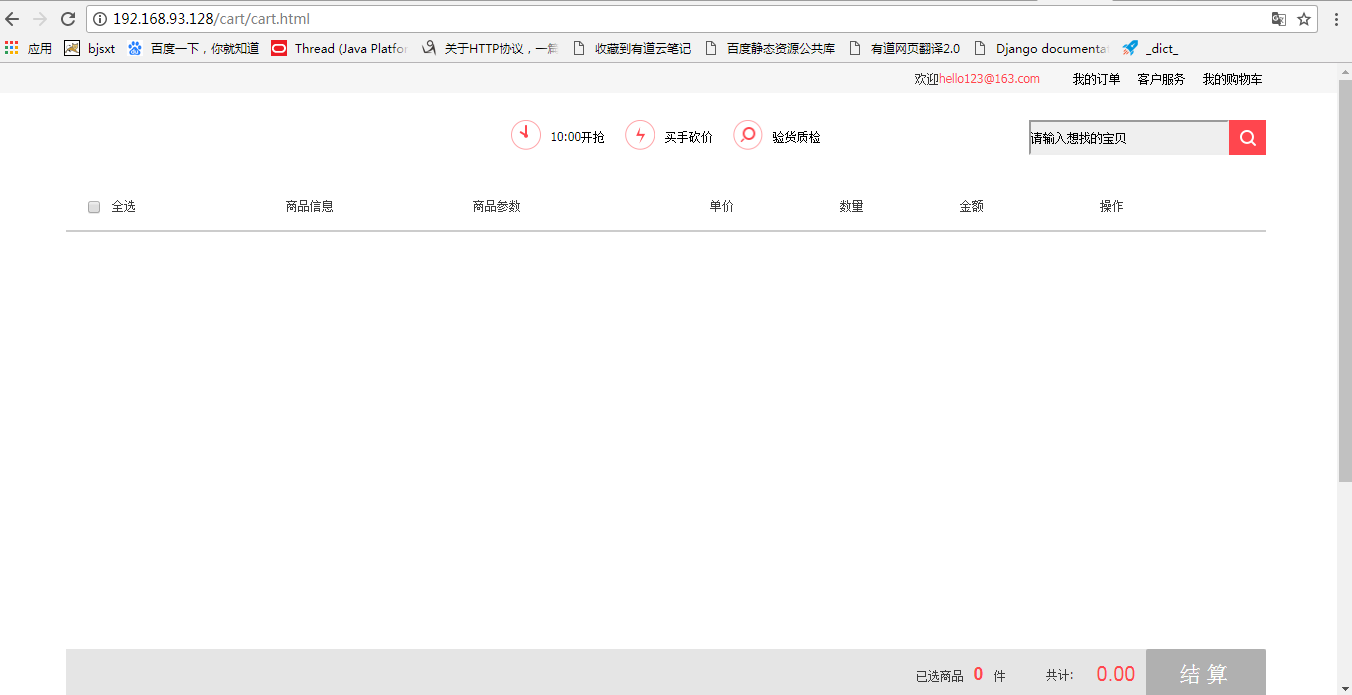 192.168.93.128/cart/cart.html
应用 bjsxt 百度一下，你就知道 Thread (Java Platfor 关于HTTP协议，一 收藏到有道云笔记 百度静态资源公共库 有道网页翻译2.0 Django documenta _dict_
欢迎hello123@163.com 我的订单 客户服务 我的购物车
10:00开抢 买手砍价 验货质检 请输入想找的宝贝
全选 商品信息 商品参数 单价 数量 金额 操作
已选商品 0 件 共计: 0.00 结 算